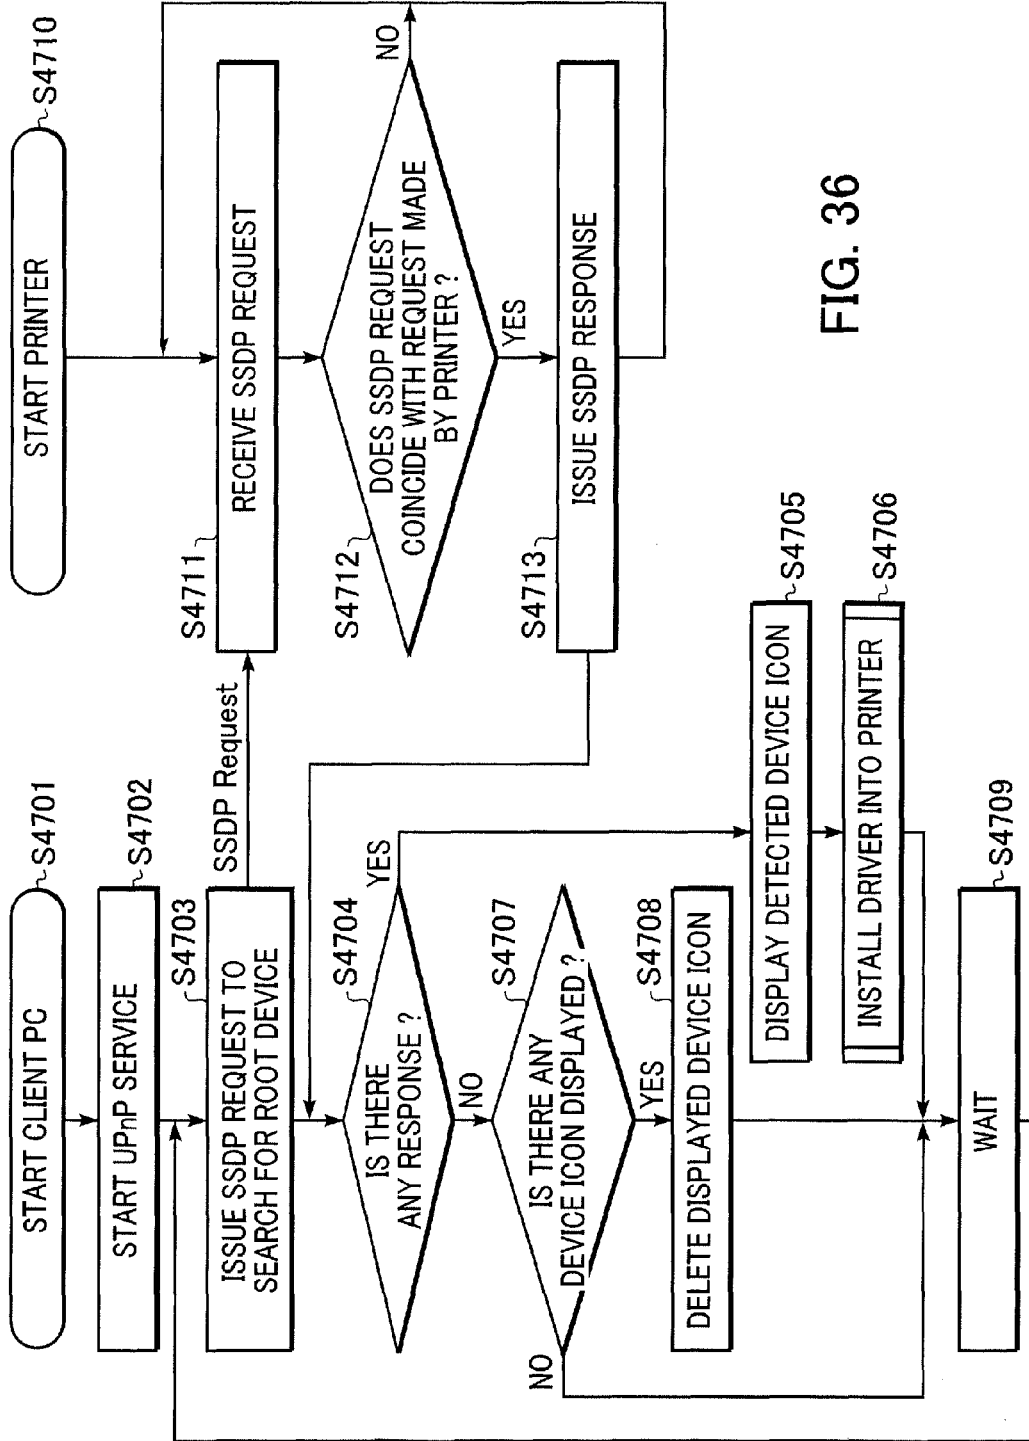 START CLIENT PC
S4701
START UPnP SERVICE
S4702
S4703
ISSUE SSDP REQUEST TO
SEARCH FOR ROOT DEVICE
SSDP Request
S4704
IS THERE
ANY RESPONSE ?
YES
NO
S4707
IS THERE ANY
DEVICE ICON DISPLAYED ?
NO
YES
S4708
DELETE DISPLAYED DEVICE ICON
DISPLAY DETECTED DEVICE ICON
S4705
INSTALL DRIVER INTO PRINTER
S4706
WAIT
S4709
START PRINTER
S4710
S4711
RECEIVE SSDP REQUEST
S4712
DOES SSDP REQUEST
COINCIDE WITH REQUEST MADE
BY PRINTER ?
NO
YES
S4713
ISSUE SSDP RESPONSE
FIG. 36